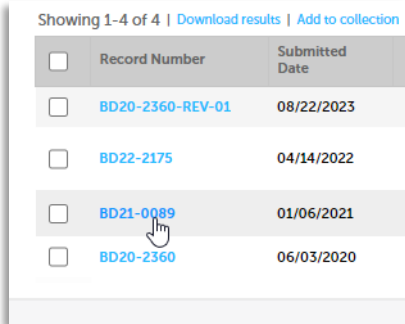 Showing 1-4 of 4 | Download results | Add to collection
Record Number Submitted Date
BD20-2360-REV-01 08/22/2023
BD22-2175 04/14/2022
BD21-0089 01/06/2021
BD20-2360 06/03/2020